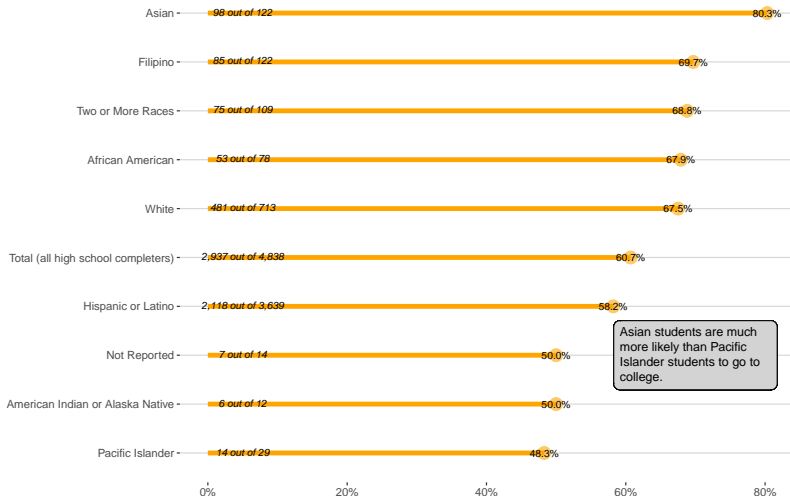 Asian 98 out of 122 80.3%
Filipino 85 out of 122 69.7%
Two or More Races 75 out of 109 68.8%
African American 53 out of 78 67.9%
White 481 out of 713 67.5%
Total (all high school completers) 2,937 out of 4,838 60.7%
Hispanic or Latino 2,118 out of 3,639 58.2%
Asian students are much
more likely than Pacific
Islander students to go to
college.
Not Reported 7 out of 14 50.0%
American Indian or Alaska Native 6 out of 12 50.0%
Pacific Islander 14 out of 29 48.3%
0% 20% 40% 60% 80%